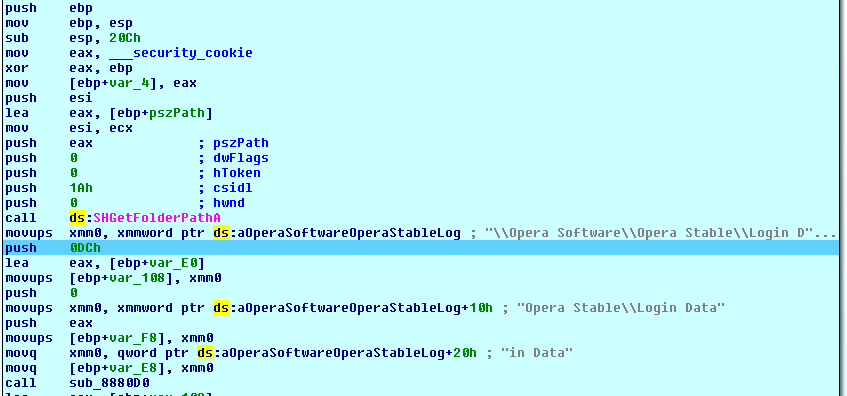 push ebp
mov ebp, esp
sub esp, 20Ch
mov eax, ___security_cookie
xor eax, ebp
mov [ebp+var_4], eax
push esi
lea eax, [ebp+pszPath]
mov esi, ecx
push eax ; pszPath
push 0 ; dwFlags
push 0 ; hToken
push 1Ah ; csidl
push 0 ; hwnd
call ds:SHGetFolderPathA
movups xmm0, xmmword ptr ds:aOperaSoftwareOperaStableLog ; "\\Opera Software\\Opera Stable\\Login D"...
push 0DCh
lea eax, [ebp+var_E0]
movups [ebp+var_108], xmm0
push 0
movups xmm0, xmmword ptr ds:aOperaSoftwareOperaStableLog+10h ; "Opera Stable\\Login Data"
push eax
movups [ebp+var_F8], xmm0
movq xmm0, qword ptr ds:aOperaSoftwareOperaStableLog+20h ; "in Data"
movq [ebp+var_E8], xmm0
call sub_8880D0